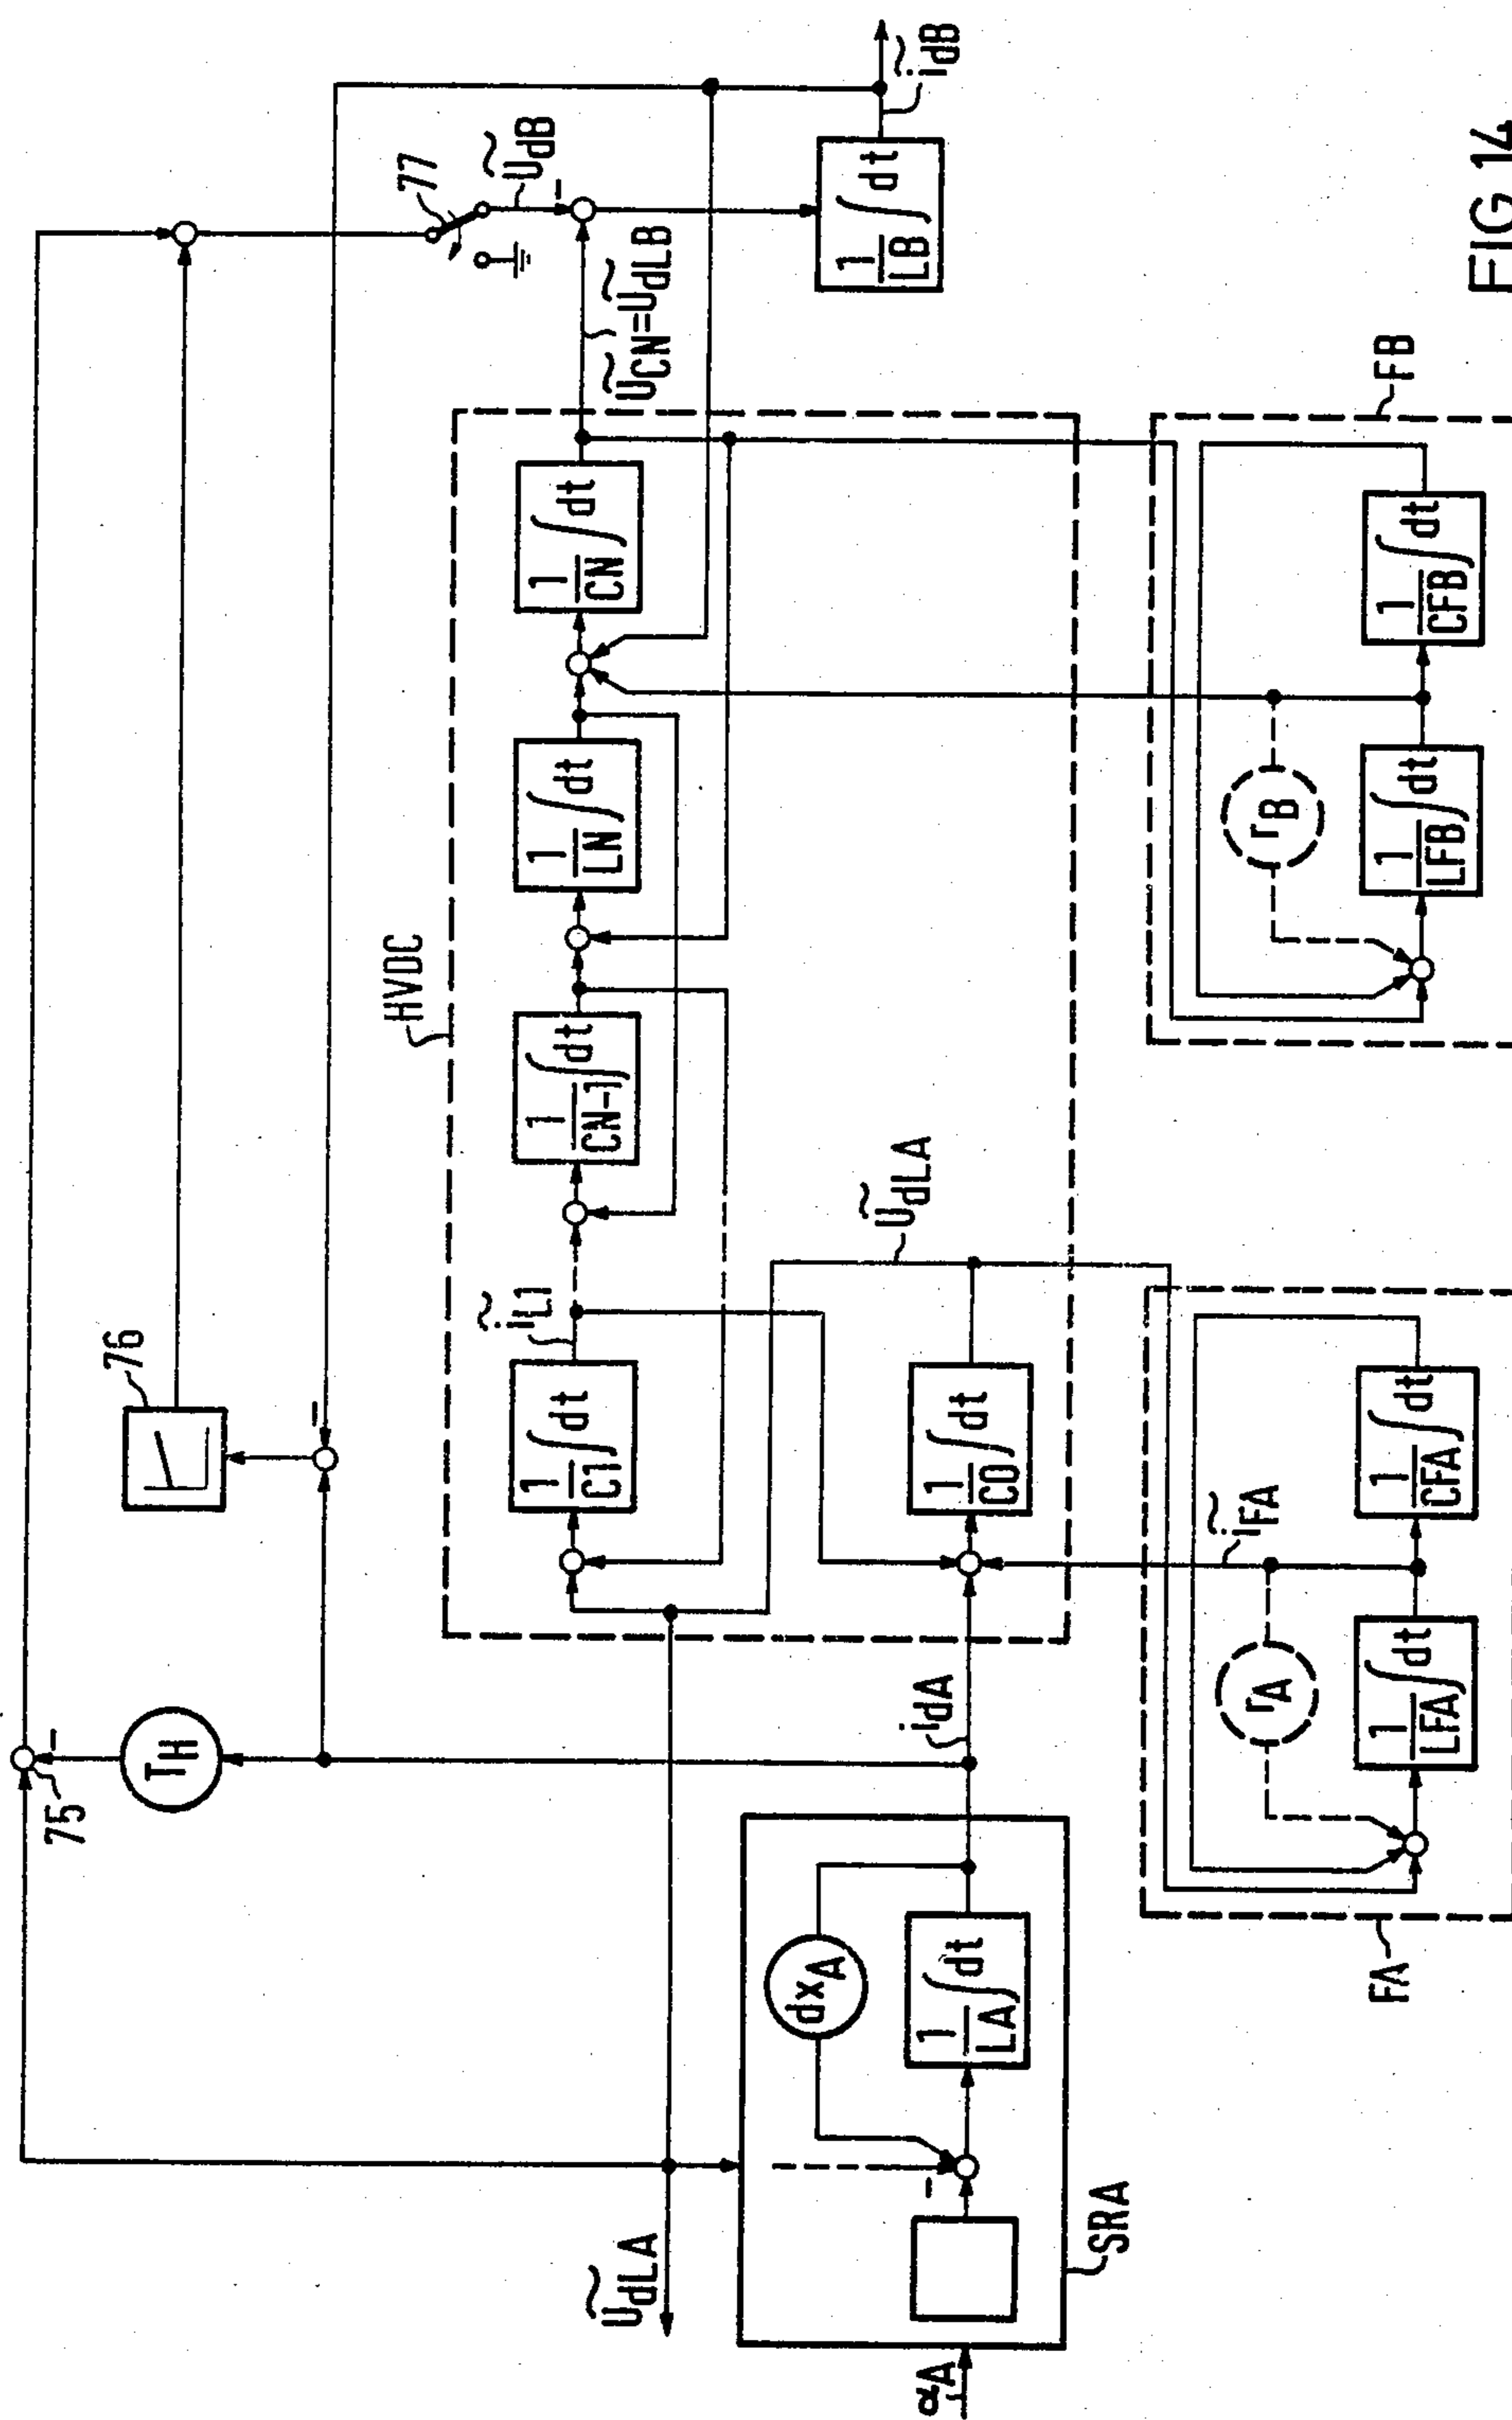 75
T_H
76
77
ŨdB
−
−
−
HVDC
1/C1 ∫dt
ĩL1
1/CN-1 ∫dt
1/LN ∫dt
1/CN ∫dt
ŨCN=ŨdLB
1/LB ∫dt
ĩdB
ŨdLA
αA
−
dxA
1/LA ∫dt
SRA
idA
1/C0 ∫dt
ŨdLA
FA
rA
1/LFA ∫dt
ĩFA
1/CFA ∫dt
rB
1/LFB ∫dt
1/CFB ∫dt
FB
FIG 14